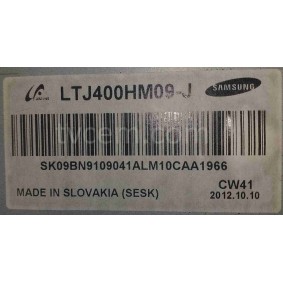 LTJ400HM09-J
SAMSUNG
SK09BN9109041ALM10CAA1966
MADE IN SLOVAKIA (SESK)
CW41
2012.10.10